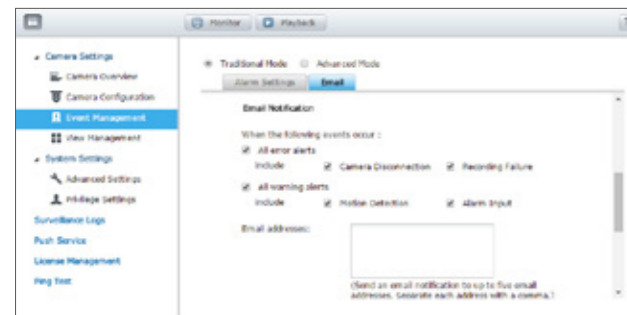 Monitor Playback
Camera Settings
Camera Overview
Camera Configuration
Event Management
View Management
System Settings
Advanced Settings
Privilege Settings
Surveillance Logs
Push Service
License Management
Ping Test
Traditional Mode Advanced Mode
Alarm Settings Email
Email Notification
When the following events occur :
All error alerts
include Camera Disconnection Recording Failure
All warning alerts
include Motion Detection Alarm Input
Email addresses:
(Send an email notification to up to five email
addresses. Separate each address with a comma.)